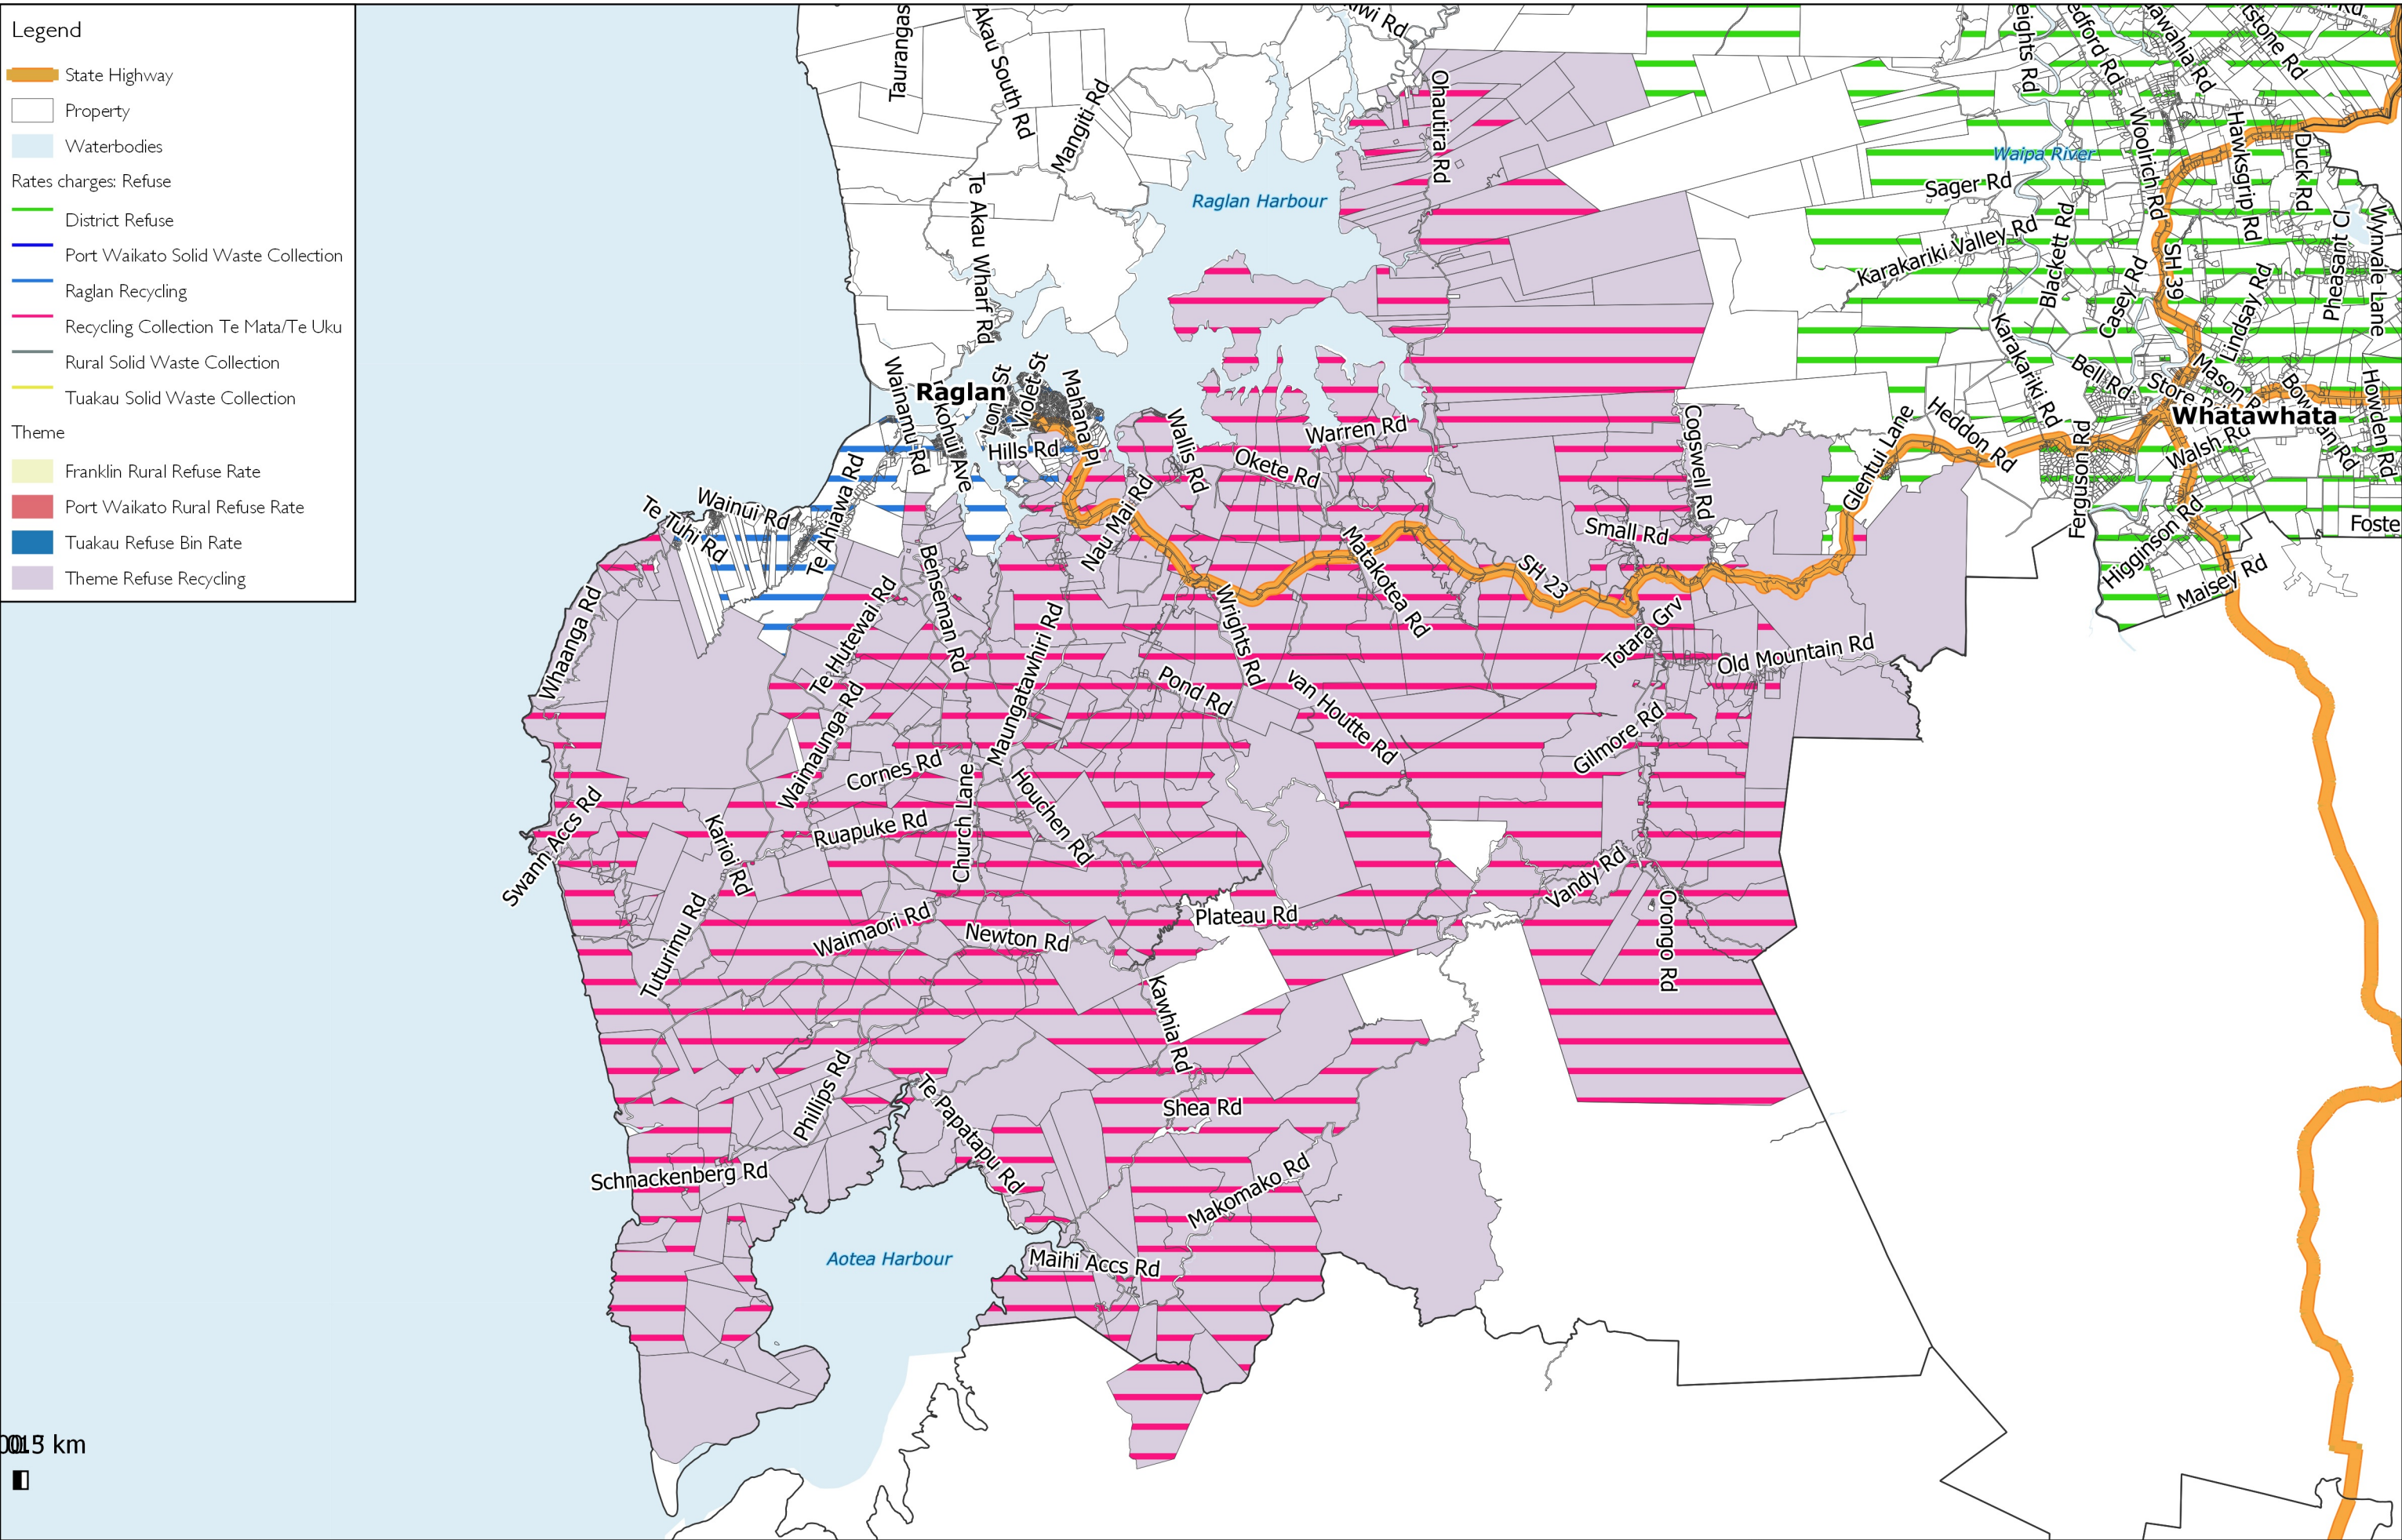 Legend
State Highway
Property
Waterbodies
Rates charges: Refuse
District Refuse
Port Waikato Solid Waste Collection
Raglan Recycling
Recycling Collection Te Mata/Te Uku
Rural Solid Waste Collection
Tuakau Solid Waste Collection
Theme
Franklin Rural Refuse Rate
Port Waikato Rural Refuse Rate
Tuakau Refuse Bin Rate
Theme Refuse Recycling
Taurangas
Akau South Rd
Mangiti Rd
Te Akau Wharf Rd
Raglan Harbour
Ohautira Rd
Waipa River
Woolrich Rd
Hawksgrip Rd
Duck Rd
Sager Rd
Karakariki Valley Rd
Blackett Rd
Casey Rd
SH 39
Lindsay Rd
Pheasant Cl
Wynvale Lane
Karakariki Rd
Bell Rd
Mason
Howden Rd
Whatawhata
Walsh Rd
Ferguson Rd
Heddon Rd
Glentui Lane
Higginson Rd
Maisey Rd
Foste
Raglan
Violet St
Mahana Pl
Wainamu Rd
Hills Rd
Wallis Rd
Warren Rd
Okete Rd
Cogswell Rd
Small Rd
Nau Mai Rd
Te Ahiawa Rd
Wainui Rd
Te Tuhi Rd
Makotea Rd
SH 23
Whaanga Rd
Benseman Rd
Te Hutewai Rd
Maungatawhiri Rd
Wrights Rd
Totara Grv
Old Mountain Rd
Pond Rd
van Houtte Rd
Waimaunga Rd
Gilmore Rd
Cornes Rd
Church Lane
Houchen Rd
Swann Accs Rd
Karioi Rd
Ruapuke Rd
Vandy Rd
Orongo Rd
Tuturimu Rd
Waimaori Rd
Newton Rd
Plateau Rd
Kawhia Rd
Phillips Rd
Te Papatapu Rd
Shea Rd
Schnackenberg Rd
Makomako Rd
Aotea Harbour
Maihi Accs Rd
km